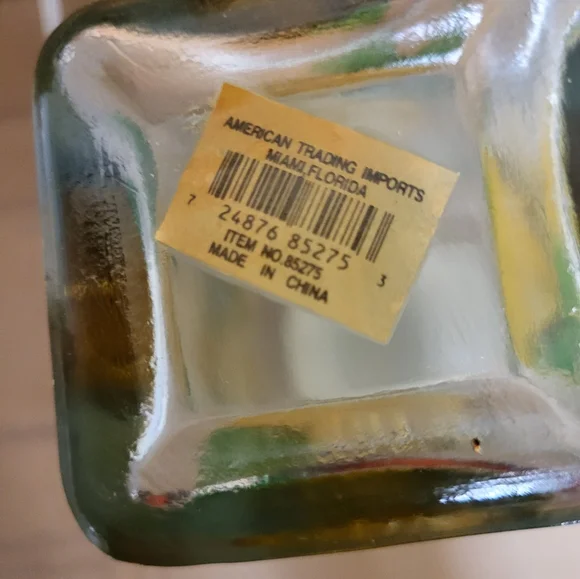 AMERICAN TRADING IMPORTS
MIAMI, FLORIDA
7 24876 85275 3
ITEM NO.85275
MADE IN CHINA